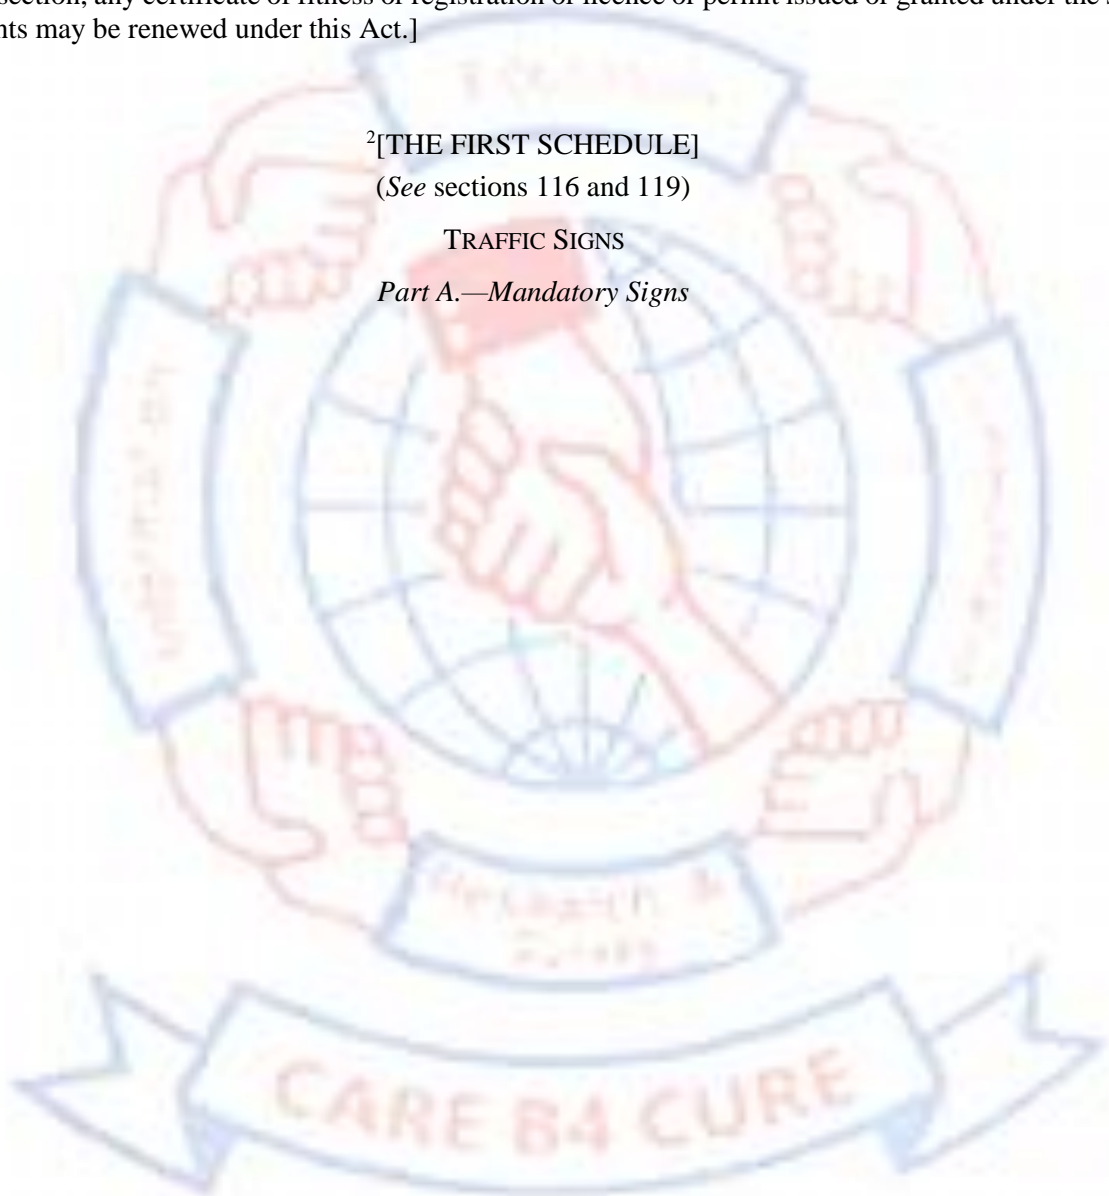 section, any certificate of fitness or registration or licence or permit issued or granted under the
nts may be renewed under this Act.]
2[THE FIRST SCHEDULE]
(See sections 116 and 119)
TRAFFIC SIGNS
Part A.—Mandatory Signs
Research &
CARE B4 CURE